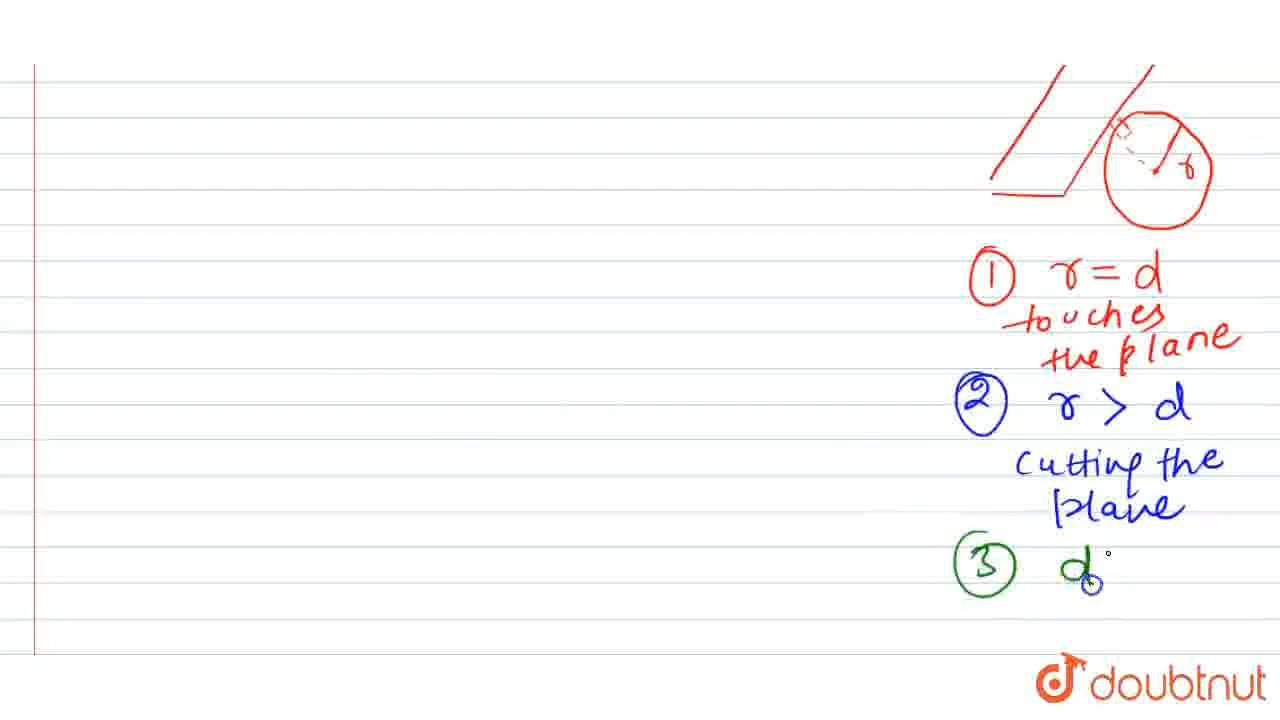 r
1 r = d
touches
the plane
2 r > d
cutting the
plane
3 d
doubtnut